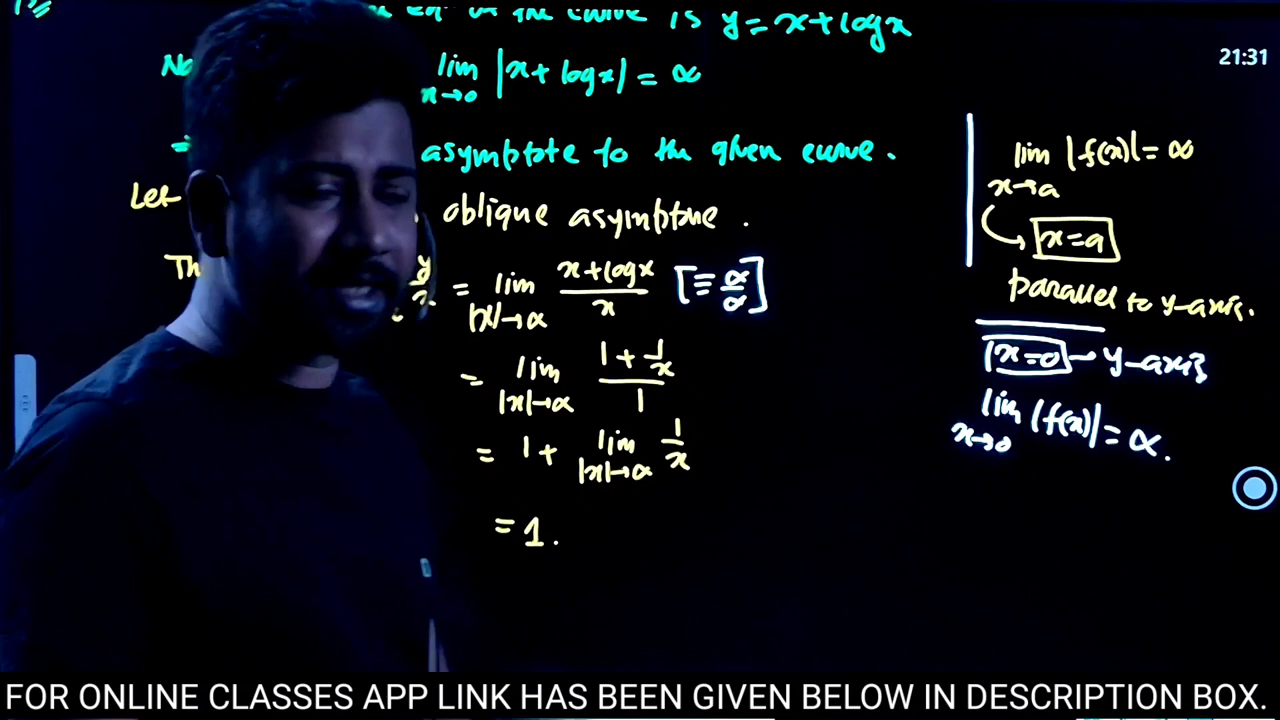 of the curve is y = x + log x
21:31
lim |x + log x| = ∞
x→0
asymptote to the given curve.
Let oblique asymptote.
Th y/x = lim (x + log x)/x [≡ ∞/∞]
|x|→∞
= lim (1 + 1/x)/1
|x|→∞
= 1 + lim 1/x
|x|→∞
= 1.
lim |f(x)| = ∞
x→a
x = a
parallel to y-axis.
x = 0 – y-axis
lim |f(x)| = ∞.
x→0
FOR ONLINE CLASSES APP LINK HAS BEEN GIVEN BELOW IN DESCRIPTION BOX.